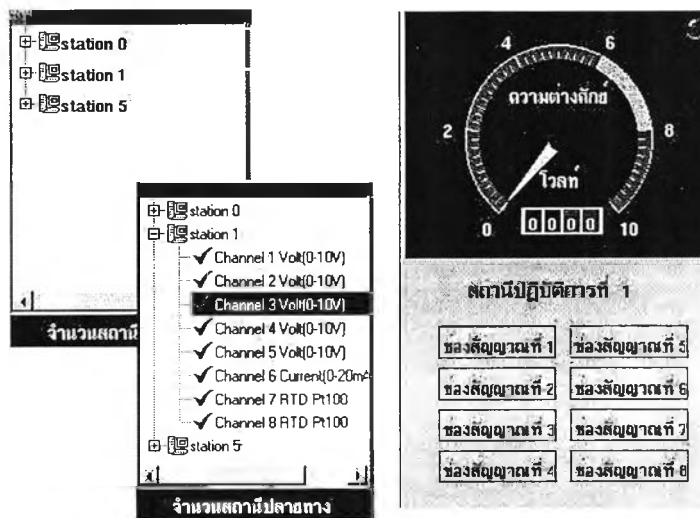 station 0
station 1
station 5
จำนวนสถานี
station 0
station 1
Channel 1 Volt(0-10V)
Channel 2 Volt(0-10V)
Channel 3 Volt(0-10V)
Channel 4 Volt(0-10V)
Channel 5 Volt(0-10V)
Channel 6 Current(0-20mA
Channel 7 RTD Pt100
Channel 8 RTD Pt100
station 5
จำนวนสถานีปลายทาง
0
2
4
6
8
10
ความต่างศักย์
โวลท์
0 0 0 0
สถานีปฏิบัติการที่ 1
ช่องสัญญาณที่ 1
ช่องสัญญาณที่ 5
ช่องสัญญาณที่ 2
ช่องสัญญาณที่ 6
ช่องสัญญาณที่ 3
ช่องสัญญาณที่ 7
ช่องสัญญาณที่ 4
ช่องสัญญาณที่ 8